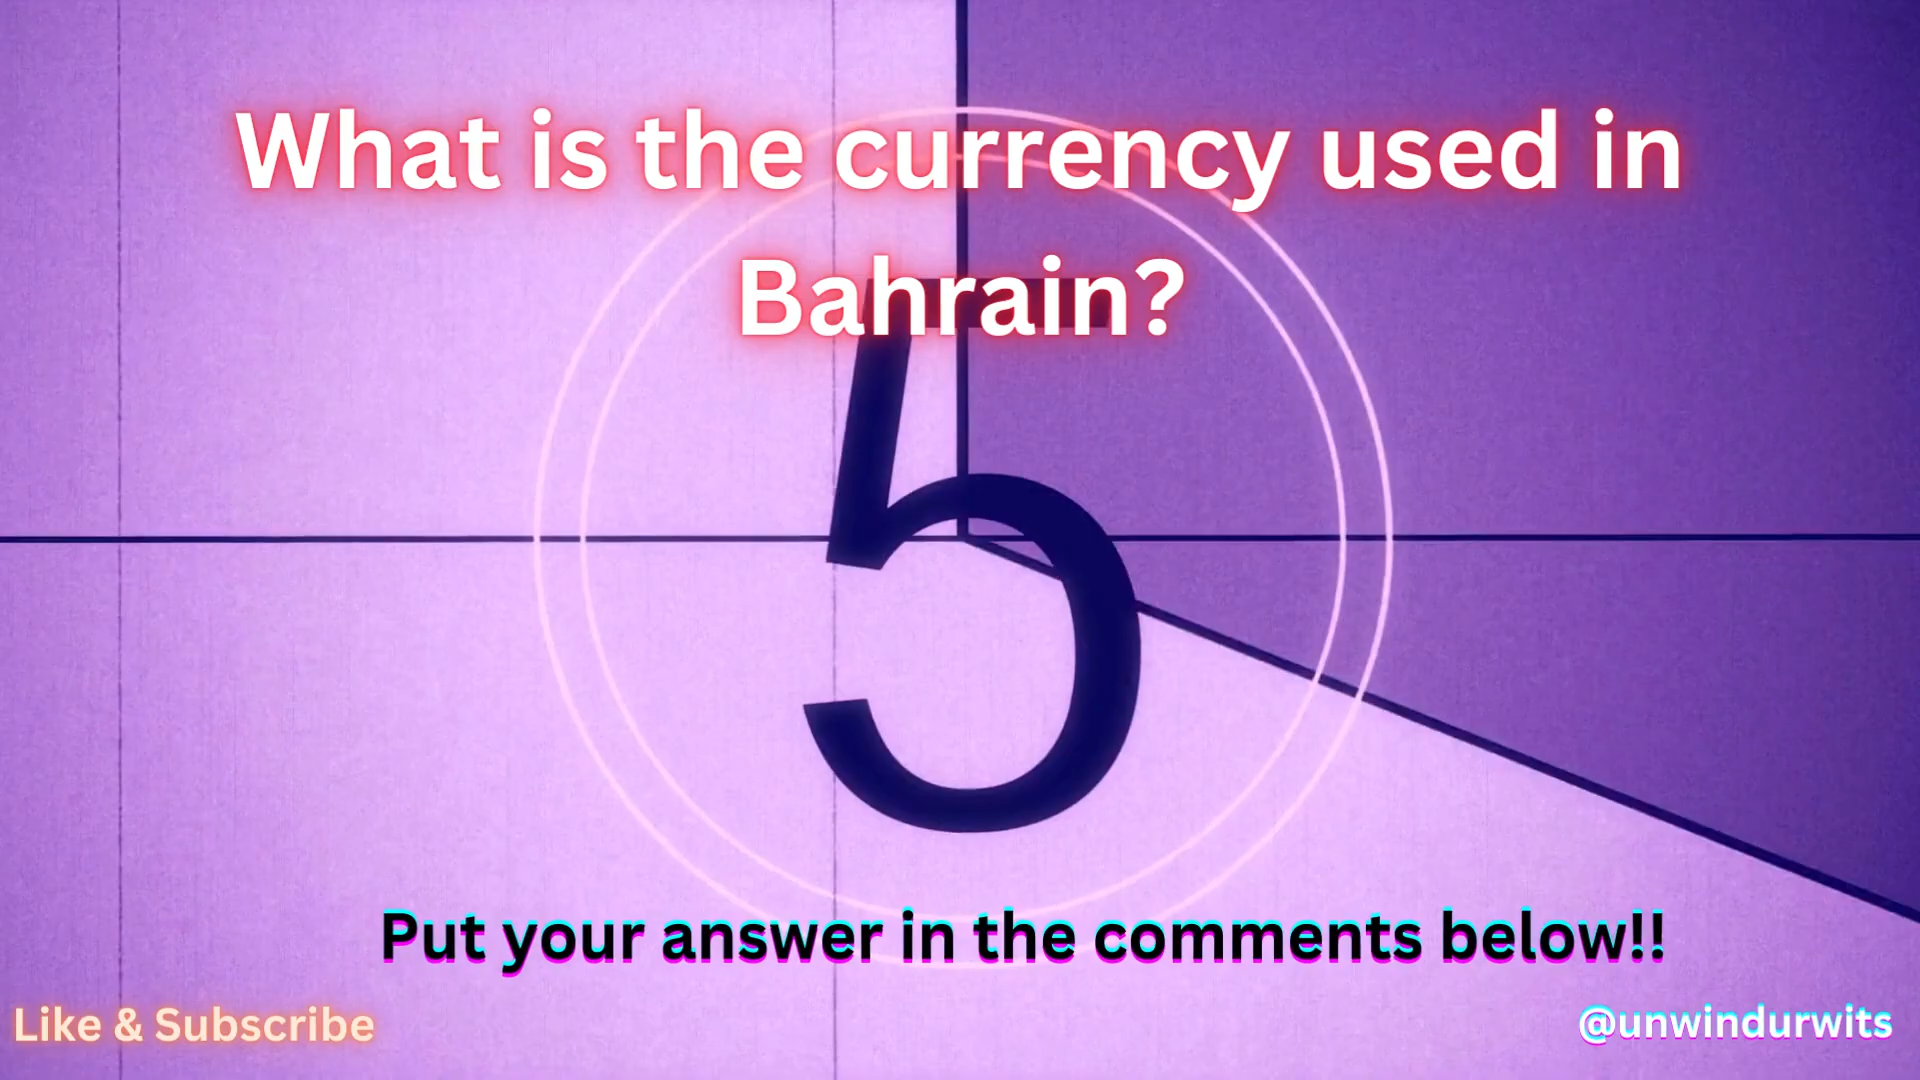 What is the currency used in
Bahrain?
5
Put your answer in the comments below!!
Like & Subscribe
@unwindurwits